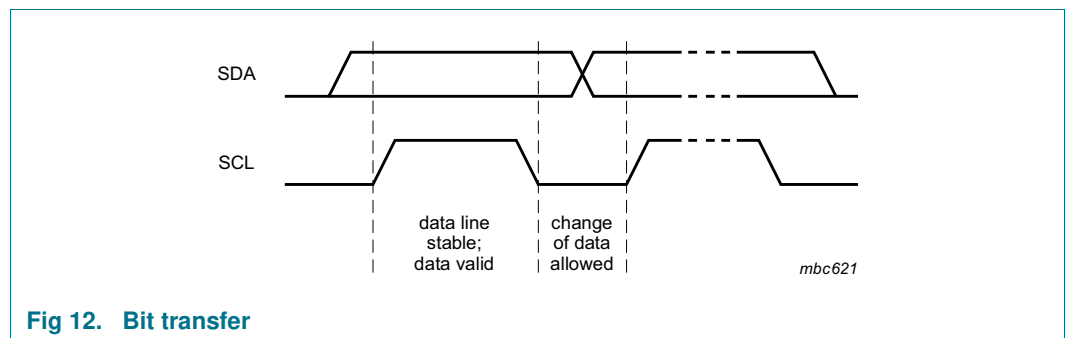 SDA
SCL
data line
stable;
data valid
change
of data
allowed
mbc621
Fig 12. Bit transfer